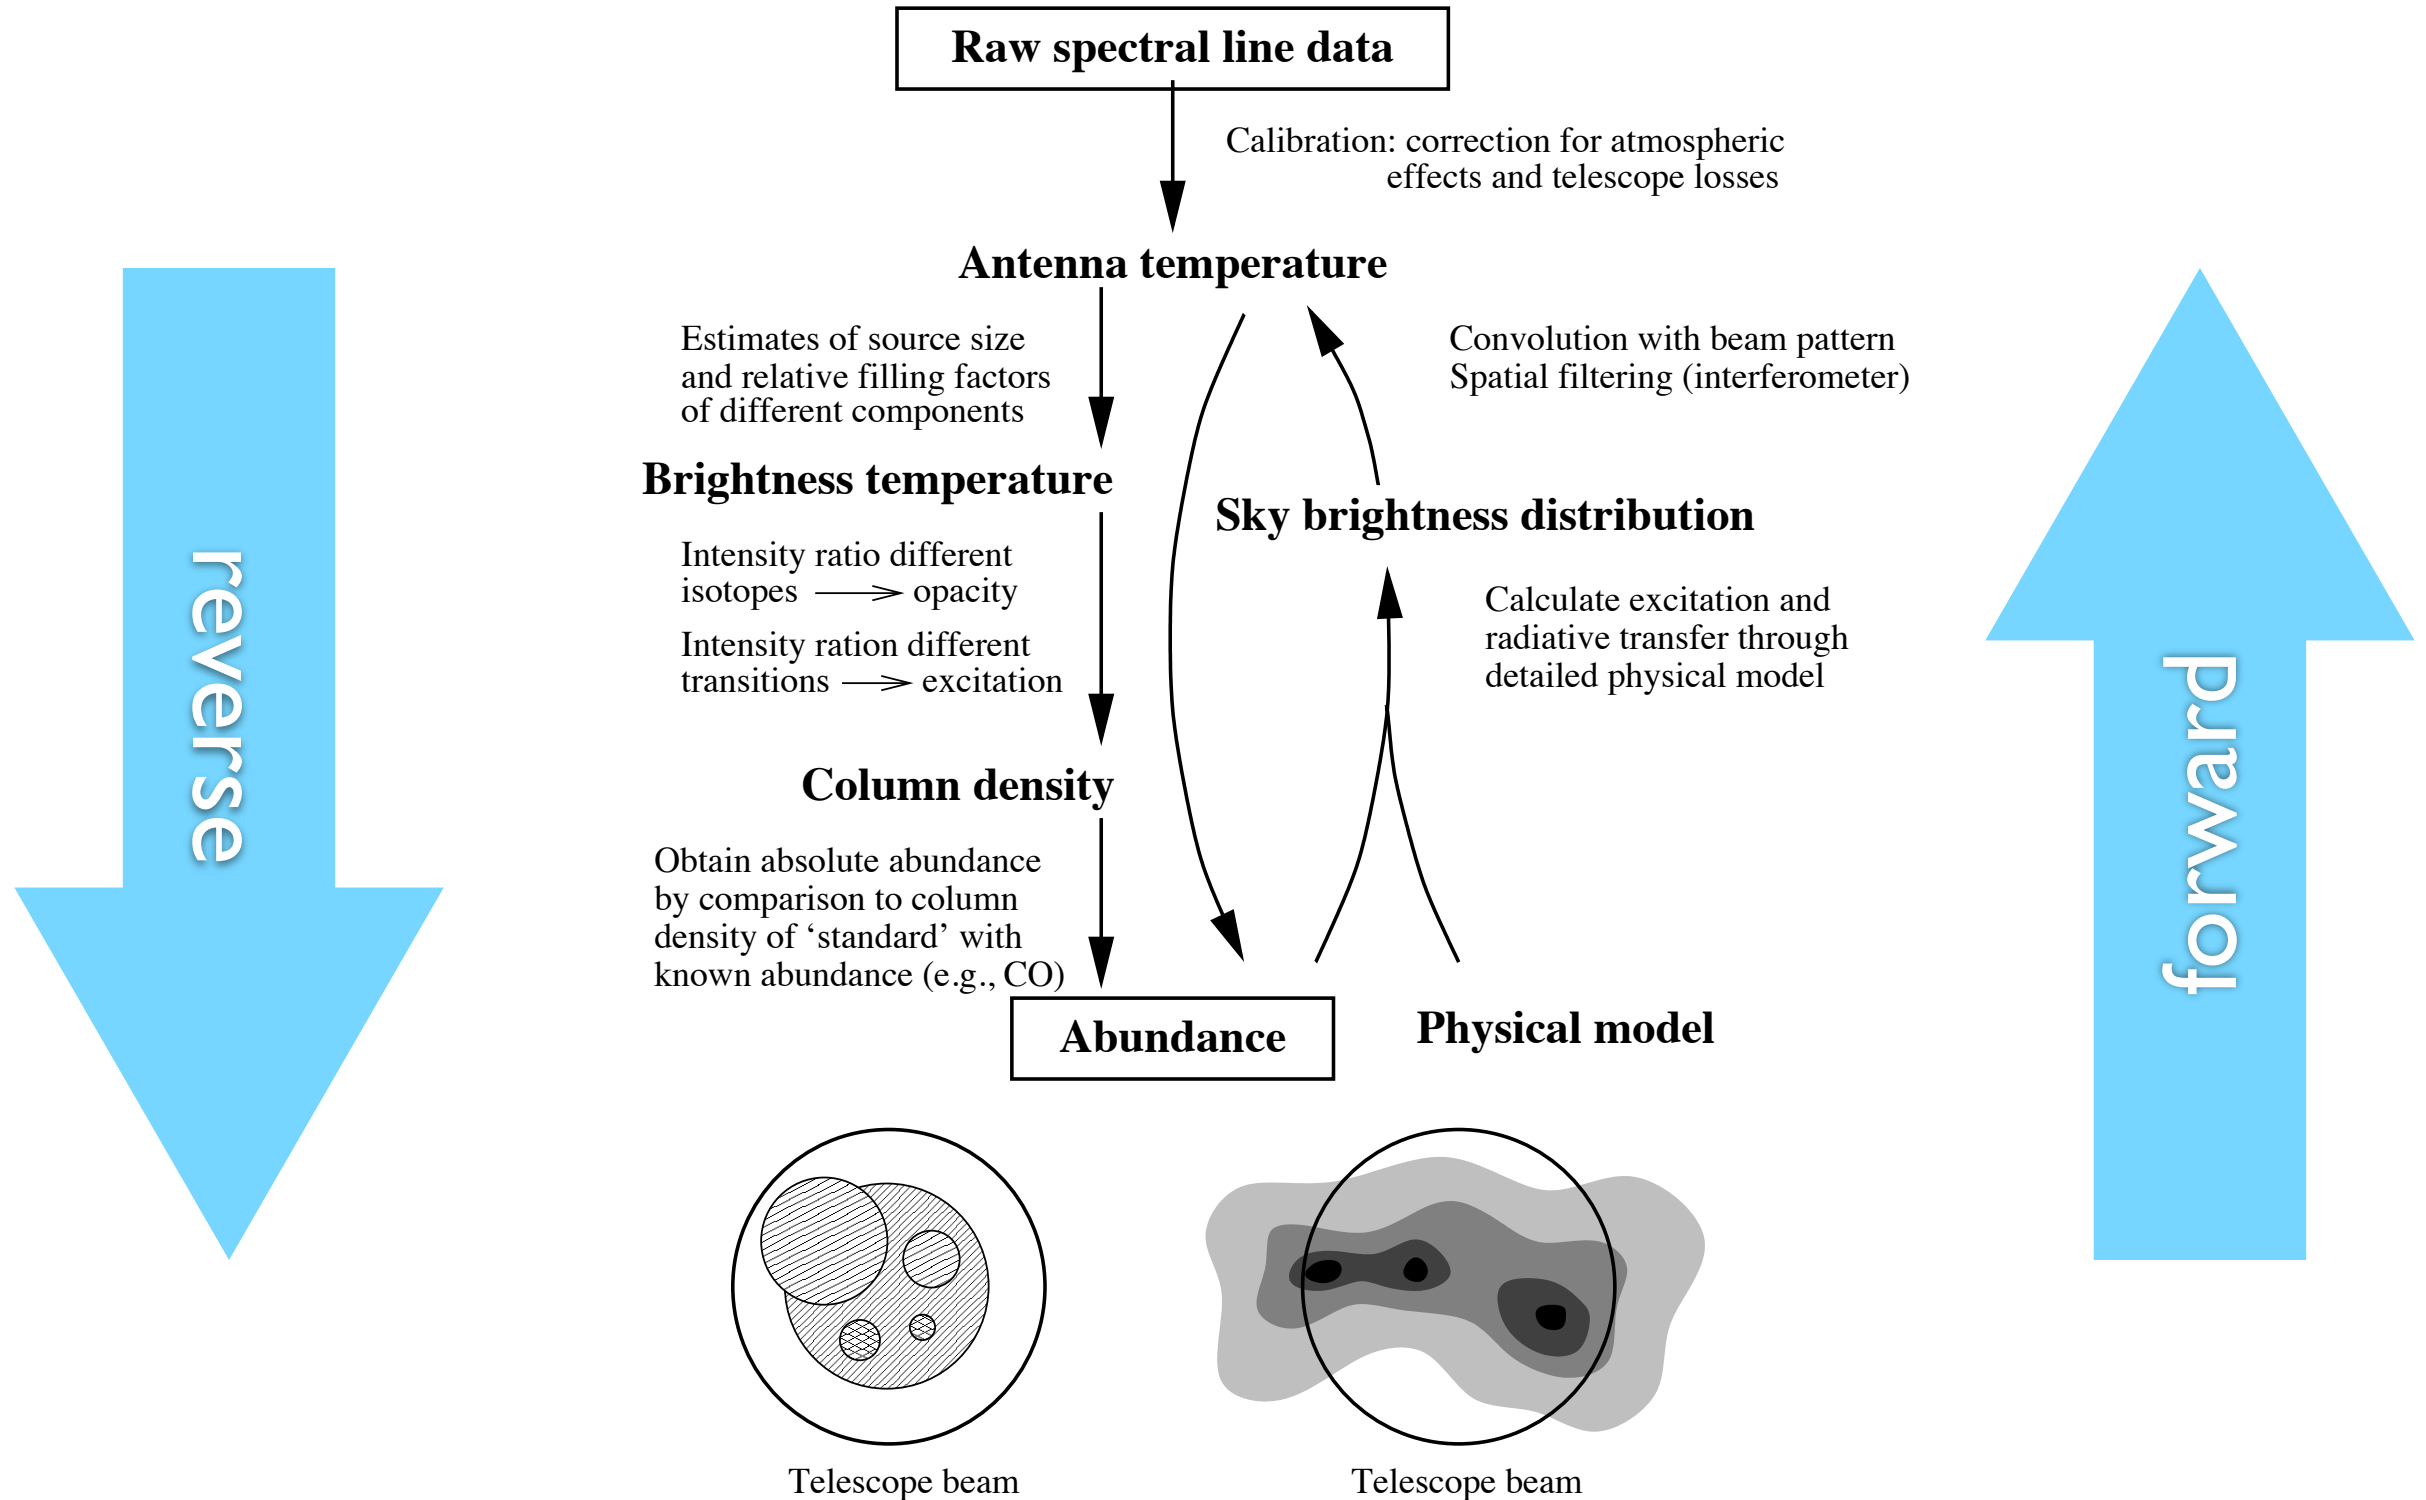 Raw spectral line data
Calibration: correction for atmospheric
effects and telescope losses
Antenna temperature
Estimates of source size
and relative filling factors
of different components
Convolution with beam pattern
Spatial filtering (interferometer)
Brightness temperature
Sky brightness distribution
Intensity ratio different
isotopes ⟶ opacity
Intensity ration different
transitions ⟶ excitation
Calculate excitation and
radiative transfer through
detailed physical model
reverse
forward
Column density
Obtain absolute abundance
by comparison to column
density of ‘standard’ with
known abundance (e.g., CO)
Abundance
Physical model
Telescope beam
Telescope beam